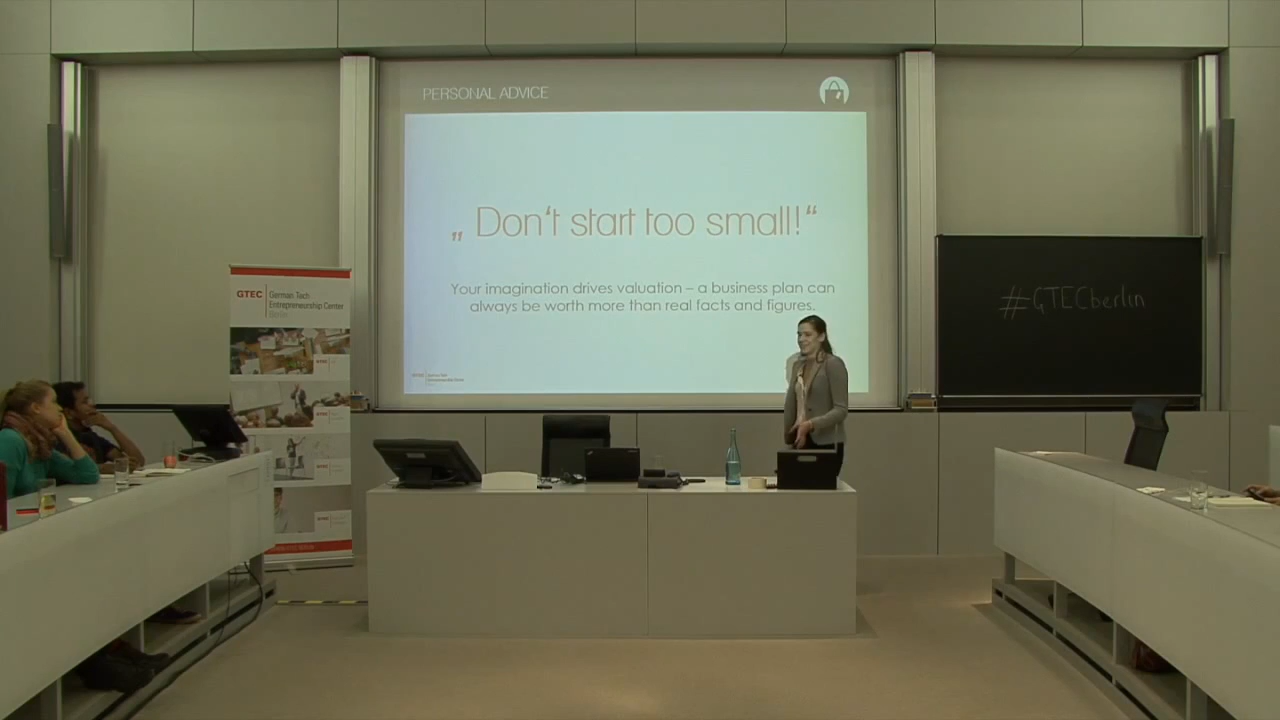 PERSONAL ADVICE
„Don‘t start too small!“
Your imagination drives valuation – a business plan can
always be worth more than real facts and figures.
GTEC
German Tech
Entrepreneurship Center
Berlin
#GTECberlin